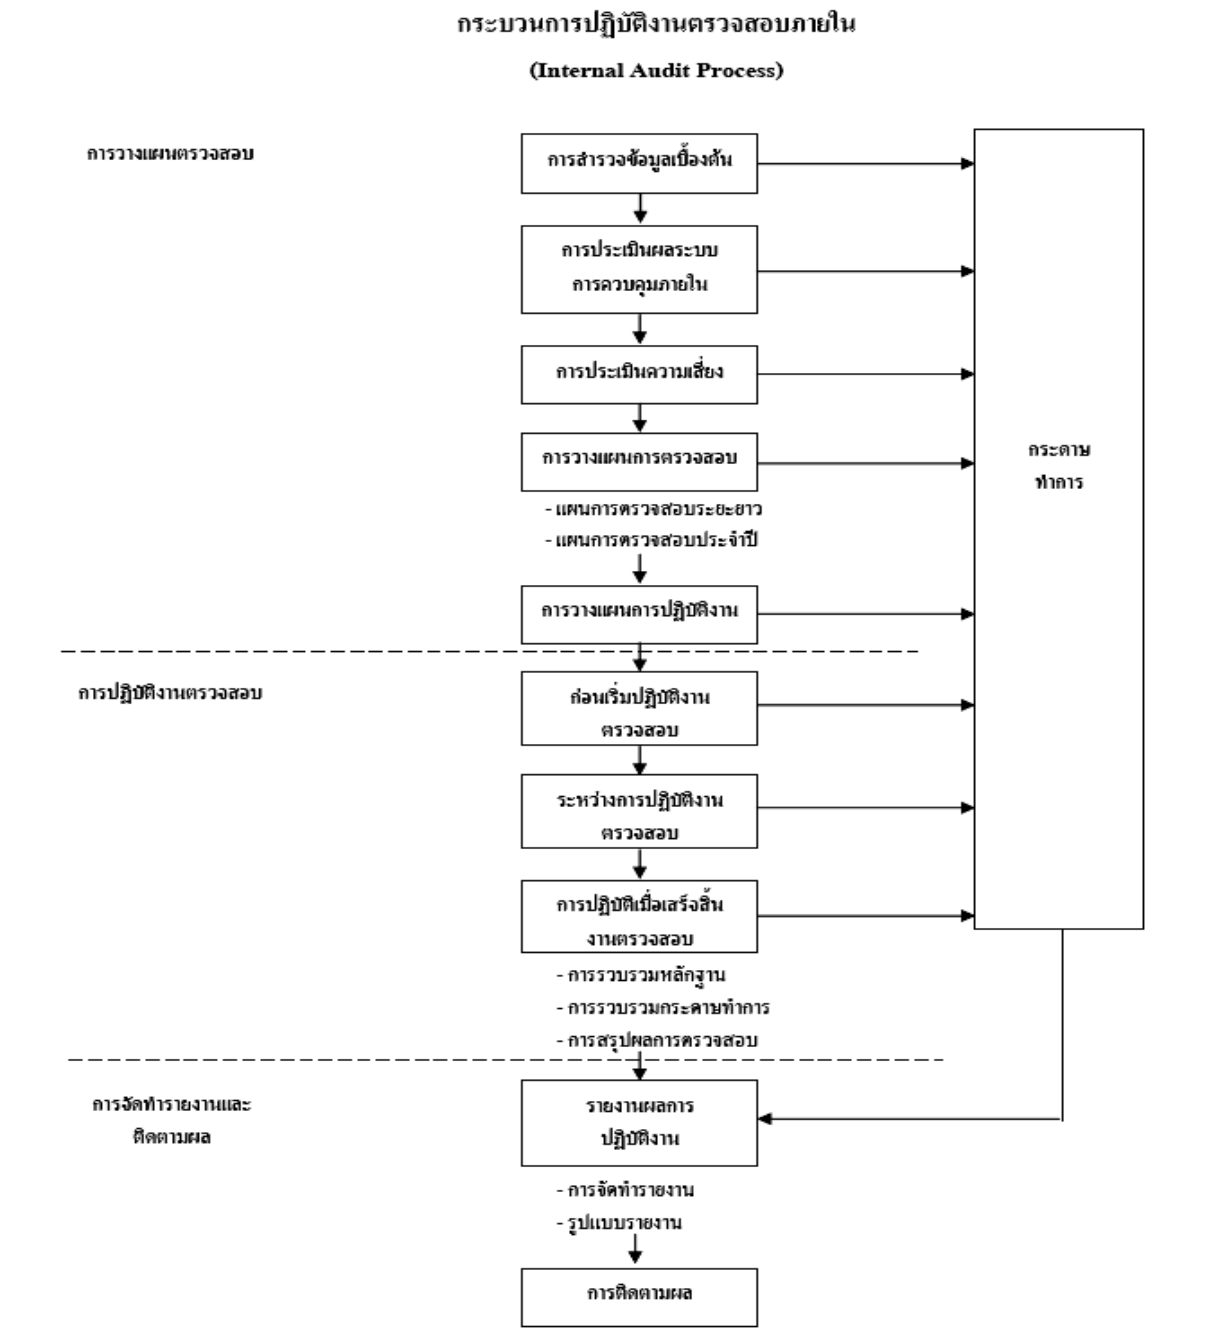 กระบวนการปฏิบัติงานตรวจสอบภายใน
(Internal Audit Process)
การวางแผนตรวจสอบ
การสำรวจข้อมูลเบื้องต้น
การประเมินผลระบบ
การควบคุมภายใน
การประเมินความเสี่ยง
การวางแผนการตรวจสอบ
- แผนการตรวจสอบระยะยาว
- แผนการตรวจสอบประจำปี
กระดาษ
ทำการ
การวางแผนการปฏิบัติงาน
การปฏิบัติงานตรวจสอบ
ก่อนเริ่มปฏิบัติงาน
ตรวจสอบ
ระหว่างการปฏิบัติงาน
ตรวจสอบ
การปฏิบัติเมื่อเสร็จสิ้น
งานตรวจสอบ
- การรวบรวมหลักฐาน
- การรวบรวมกระดาษทำการ
- การสรุปผลการตรวจสอบ
การจัดทำรายงานและ
ติดตามผล
รายงานผลการ
ปฏิบัติงาน
- การจัดทำรายงาน
- รูปแบบรายงาน
การติดตามผล